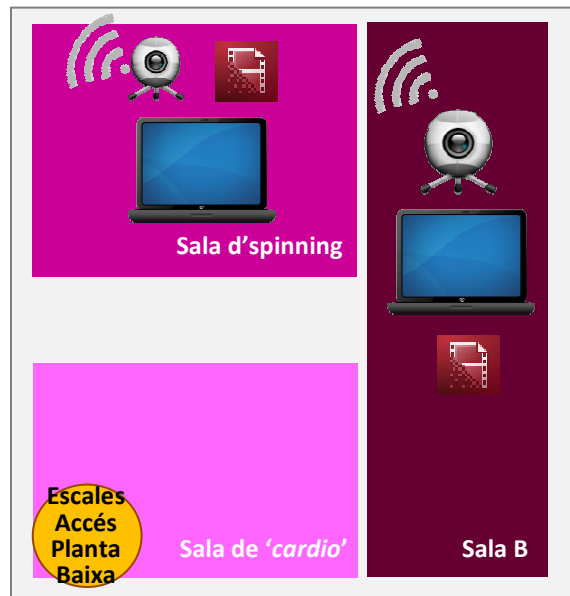 Sala d’spinning
Escales
Accés
Planta
Baixa
Sala de ‘cardio’
Sala B